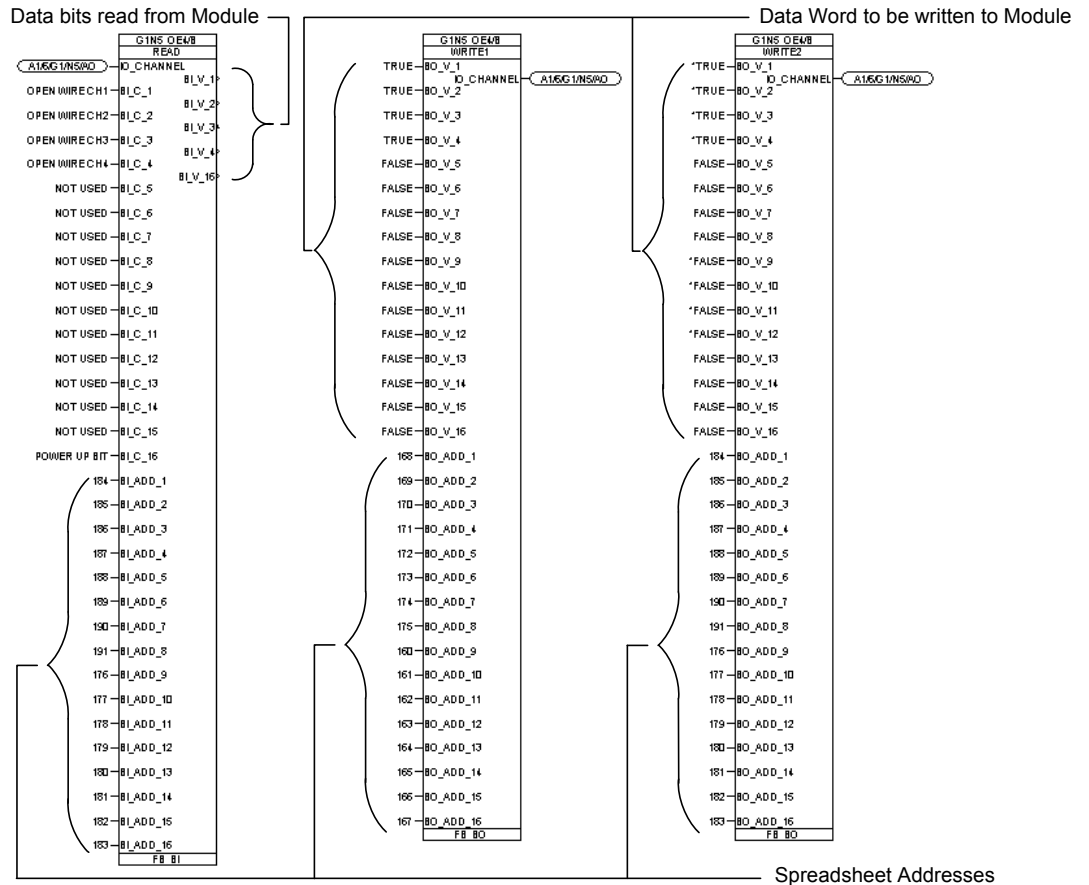 Data bits read from Module
Data Word to be written to Module
G1N5 OE4/8
READ
A1/6/G1/N5/AO IO_CHANNEL
BI_V_1
OPEN WIRE CH1 BI_C_1
BI_V_2
OPEN WIRE CH2 BI_C_2
BI_V_3
OPEN WIRE CH3 BI_C_3
BI_V_4
OPEN WIRE CH4 BI_C_4
BI_V_16
NOT USED BI_C_5
NOT USED BI_C_6
NOT USED BI_C_7
NOT USED BI_C_8
NOT USED BI_C_9
NOT USED BI_C_10
NOT USED BI_C_11
NOT USED BI_C_12
NOT USED BI_C_13
NOT USED BI_C_14
NOT USED BI_C_15
POWER UP BIT BI_C_16
184 BI_ADD_1
185 BI_ADD_2
186 BI_ADD_3
187 BI_ADD_4
188 BI_ADD_5
189 BI_ADD_6
190 BI_ADD_7
191 BI_ADD_8
176 BI_ADD_9
177 BI_ADD_10
178 BI_ADD_11
179 BI_ADD_12
180 BI_ADD_13
181 BI_ADD_14
182 BI_ADD_15
183 BI_ADD_16
FB BI
G1N5 OE4/8
WRITE1
TRUE BO_V_1
IO_CHANNEL A1/6/G1/N5/AO
TRUE BO_V_2
TRUE BO_V_3
TRUE BO_V_4
FALSE BO_V_5
FALSE BO_V_6
FALSE BO_V_7
FALSE BO_V_8
FALSE BO_V_9
FALSE BO_V_10
FALSE BO_V_11
FALSE BO_V_12
FALSE BO_V_13
FALSE BO_V_14
FALSE BO_V_15
FALSE BO_V_16
168 BO_ADD_1
169 BO_ADD_2
170 BO_ADD_3
171 BO_ADD_4
172 BO_ADD_5
173 BO_ADD_6
174 BO_ADD_7
175 BO_ADD_8
160 BO_ADD_9
161 BO_ADD_10
162 BO_ADD_11
163 BO_ADD_12
164 BO_ADD_13
165 BO_ADD_14
166 BO_ADD_15
167 BO_ADD_16
FB BO
G1N5 OE4/8
WRITE2
*TRUE BO_V_1
IO_CHANNEL A1/6/G1/N5/AO
*TRUE BO_V_2
*TRUE BO_V_3
*TRUE BO_V_4
FALSE BO_V_5
FALSE BO_V_6
FALSE BO_V_7
FALSE BO_V_8
*FALSE BO_V_9
*FALSE BO_V_10
*FALSE BO_V_11
*FALSE BO_V_12
FALSE BO_V_13
FALSE BO_V_14
FALSE BO_V_15
FALSE BO_V_16
184 BO_ADD_1
185 BO_ADD_2
186 BO_ADD_3
187 BO_ADD_4
188 BO_ADD_5
189 BO_ADD_6
190 BO_ADD_7
191 BO_ADD_8
176 BO_ADD_9
177 BO_ADD_10
178 BO_ADD_11
179 BO_ADD_12
180 BO_ADD_13
181 BO_ADD_14
182 BO_ADD_15
183 BO_ADD_16
FB BO
Spreadsheet Addresses